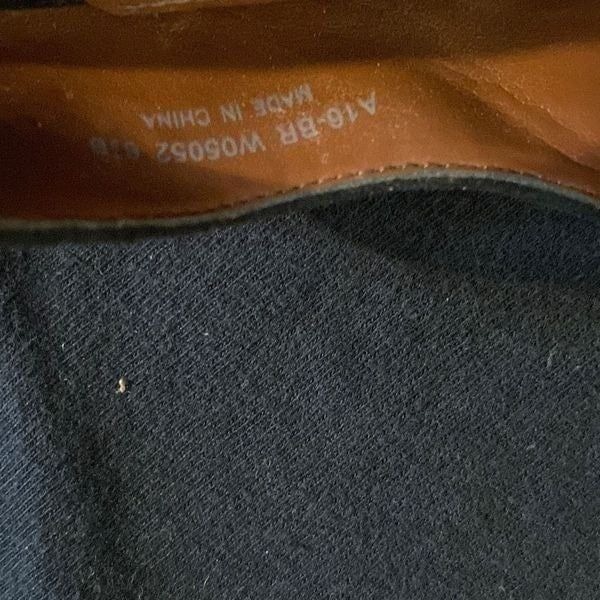 A16-BR W05052
MADE IN CHINA